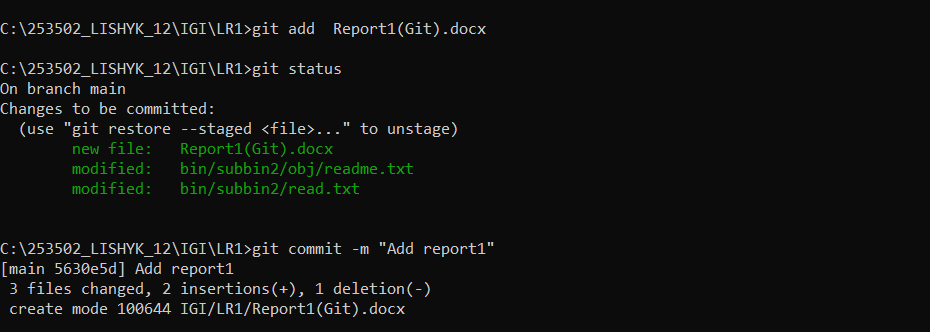 C:\253502_LISHYK_12\IGI\LR1>git add  Report1(Git).docx
C:\253502_LISHYK_12\IGI\LR1>git status
On branch main
Changes to be committed:
  (use "git restore --staged <file>..." to unstage)
        new file:   Report1(Git).docx
        modified:   bin/subbin2/obj/readme.txt
        modified:   bin/subbin2/read.txt
C:\253502_LISHYK_12\IGI\LR1>git commit -m "Add report1"
[main 5630e5d] Add report1
 3 files changed, 2 insertions(+), 1 deletion(-)
 create mode 100644 IGI/LR1/Report1(Git).docx